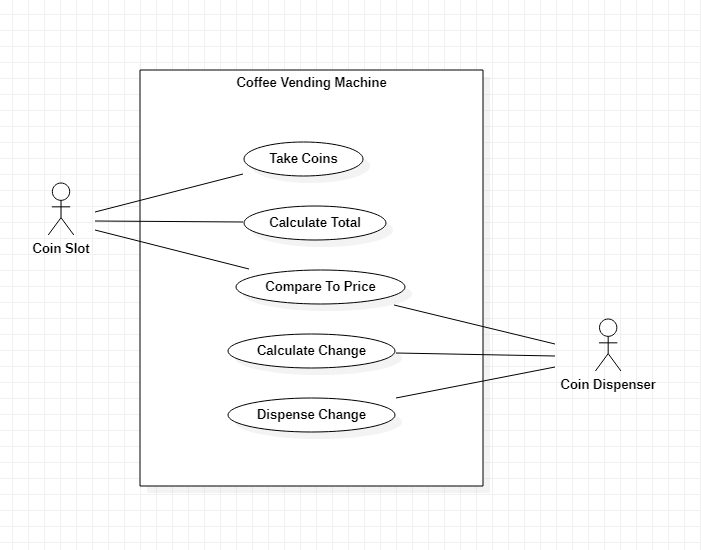 Coffee Vending Machine
Take Coins
Calculate Total
Coin Slot
Compare To Price
Calculate Change
Coin Dispenser
Dispense Change